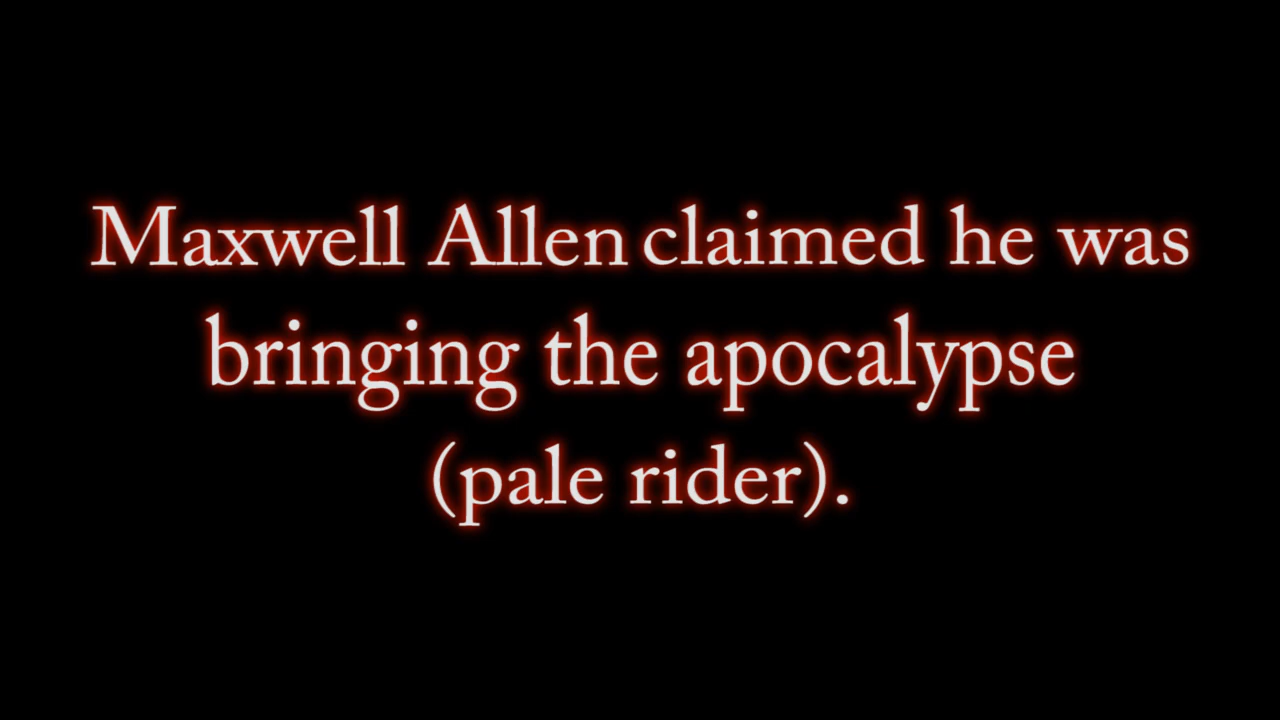 Maxwell Allen claimed he was
bringing the apocalypse
(pale rider).